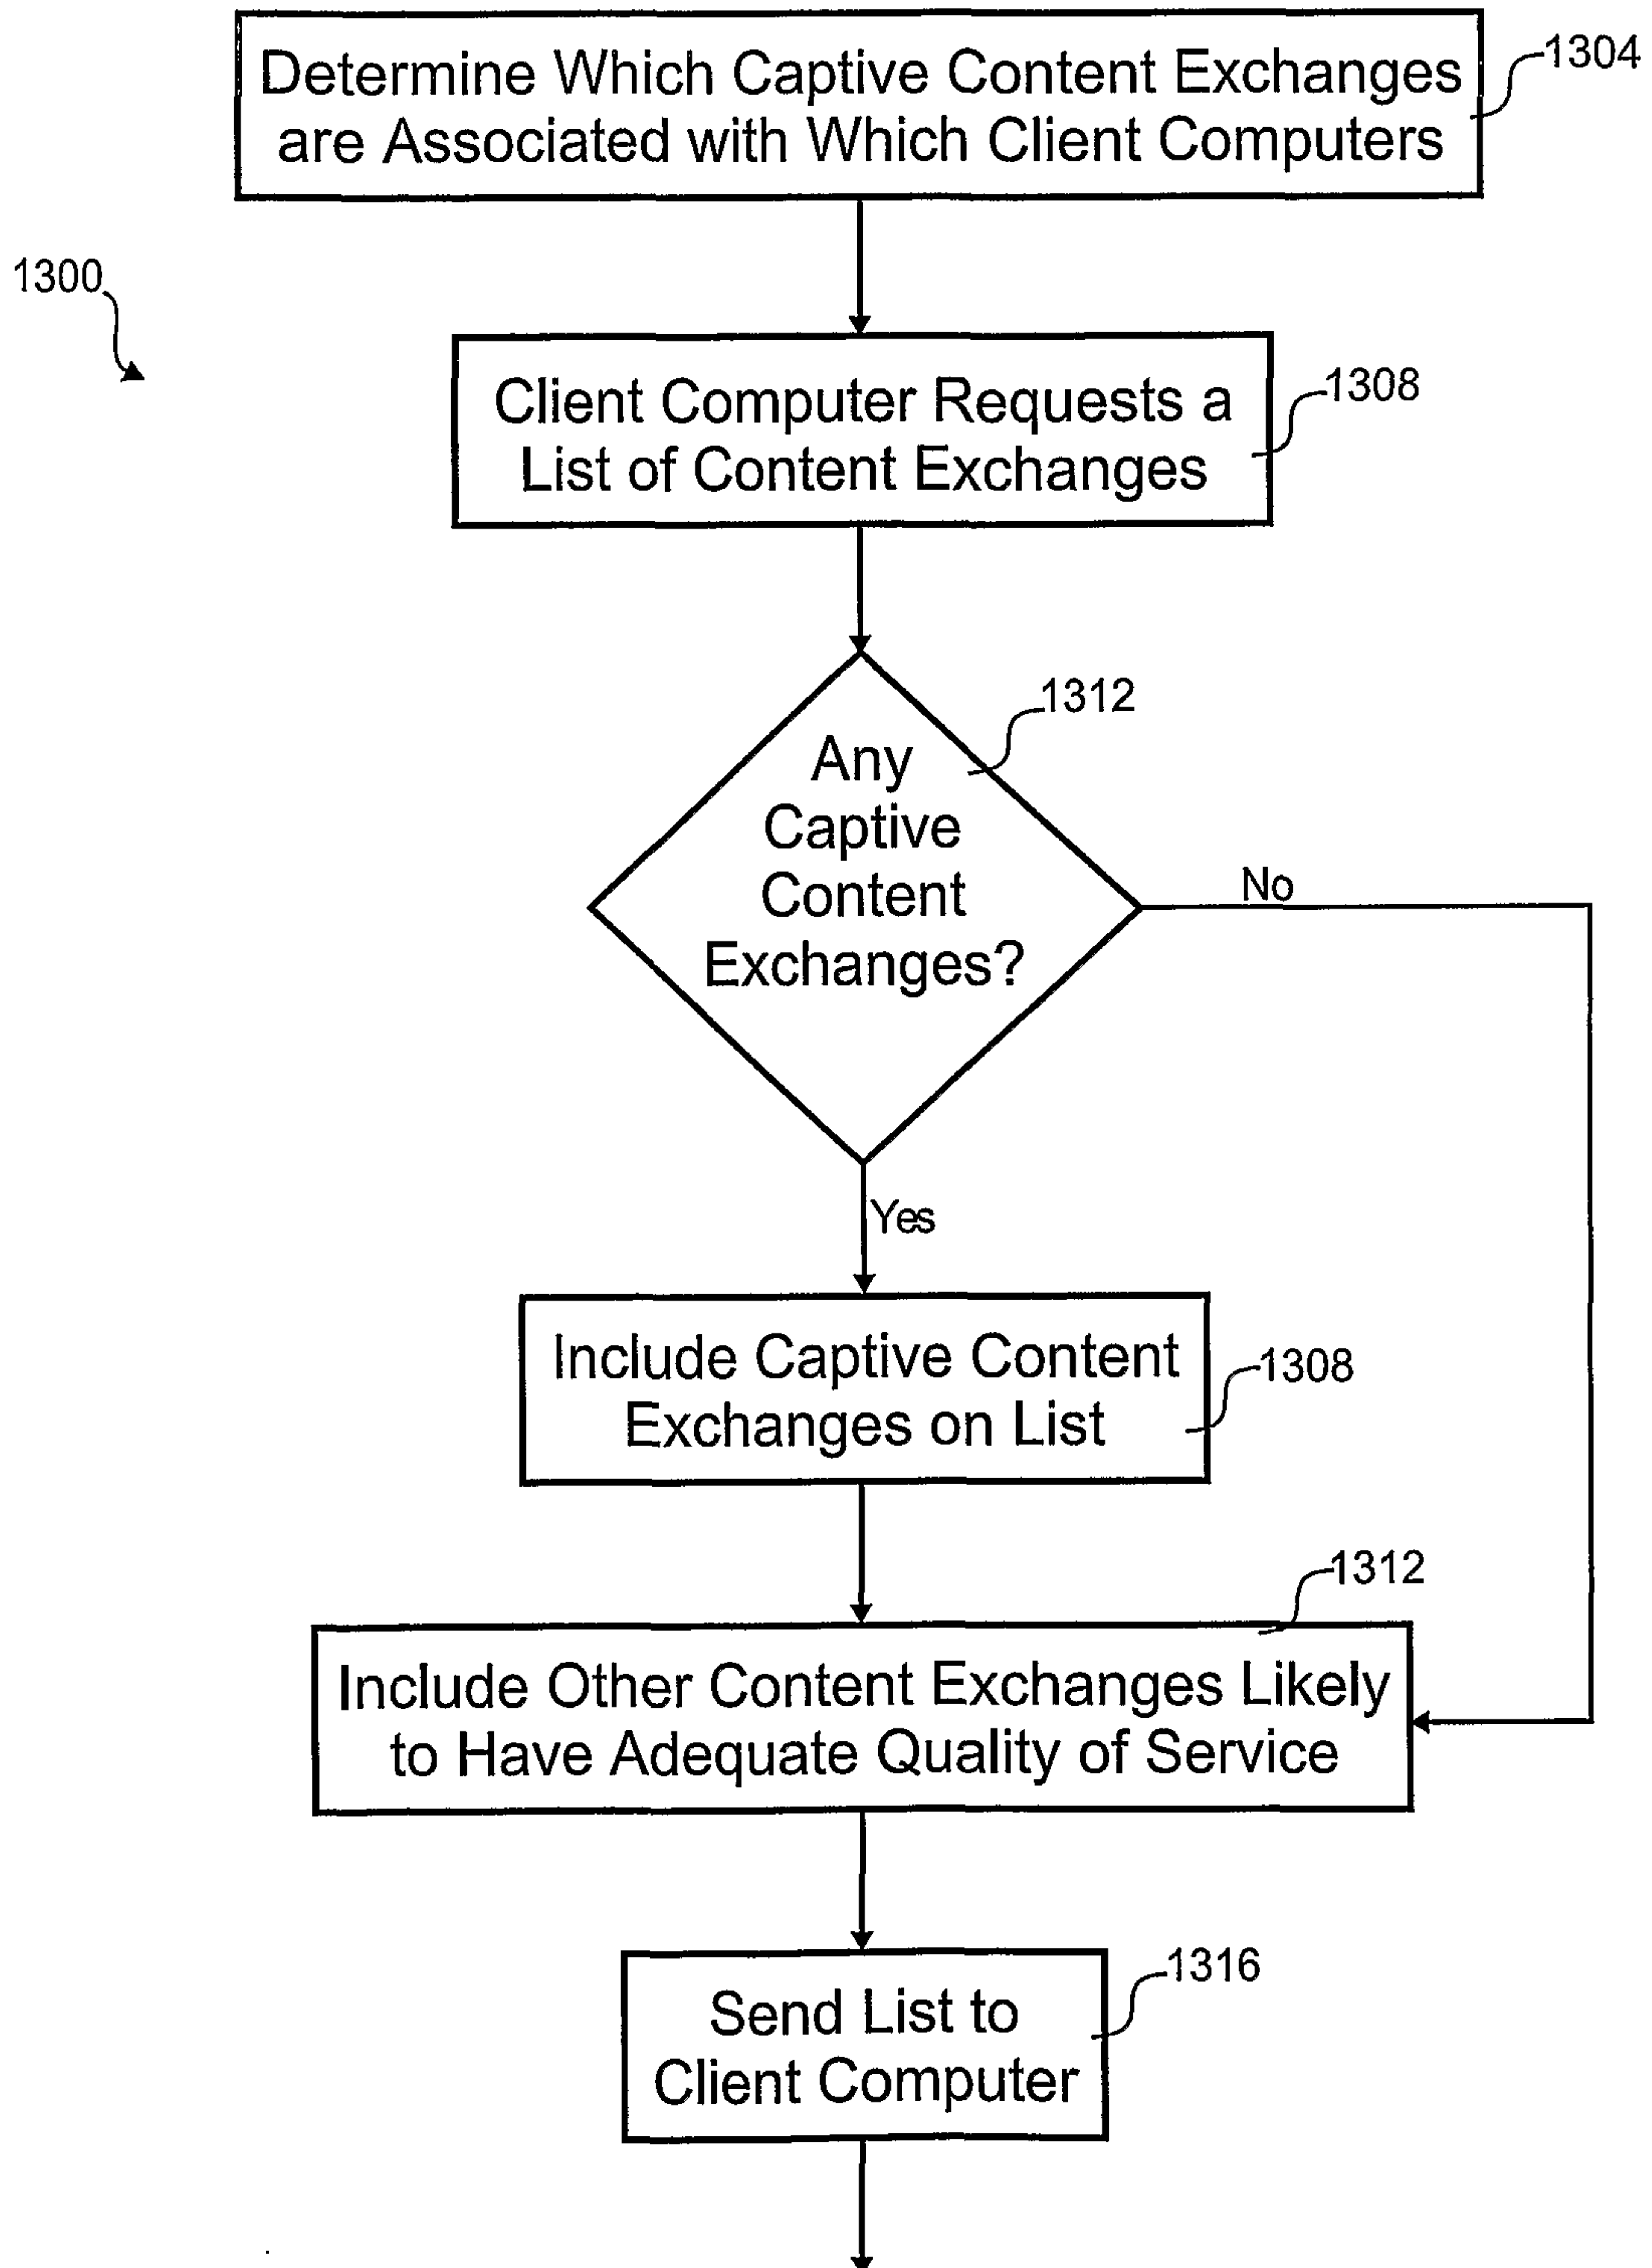 Determine Which Captive Content Exchanges
are Associated with Which Client Computers
1304
1300
Client Computer Requests a
List of Content Exchanges
1308
1312
Any
Captive
Content
Exchanges?
No
Yes
Include Captive Content
Exchanges on List
1308
1312
Include Other Content Exchanges Likely
to Have Adequate Quality of Service
1316
Send List to
Client Computer